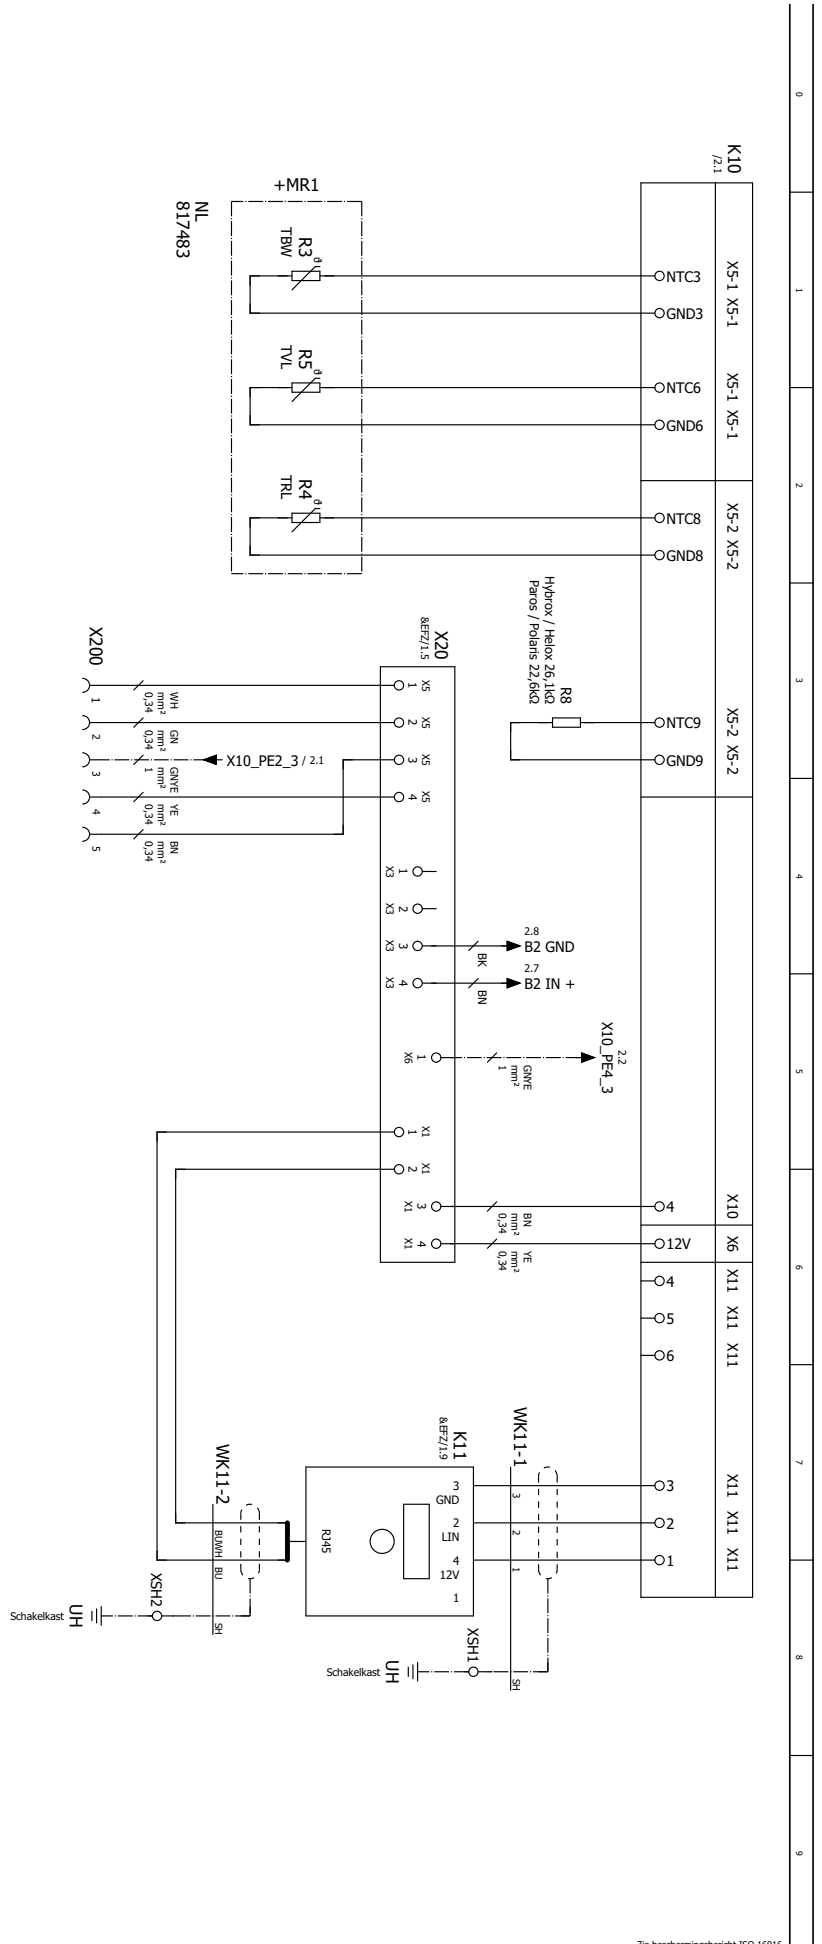 0
1
2
3
4
5
6
7
8
9
K10
/2.1
X5-1 X5-1
X5-1 X5-1
X5-2 X5-2
X5-2 X5-2
X10
X6
X11
X11
X11
X11
X11
X11
NTC3
GND3
NTC6
GND6
NTC8
GND8
NTC9
GND9
4
12V
4
5
6
3
2
1
+MR1
NL
817483
R3
TBW
ϑ
R5
TVL
ϑ
R4
TRL
ϑ
R8
Hybrox / Helox 26,1kΩ
Paros / Polaris 22,6kΩ
X20
&EFZ/1.5
1 X5
2 X5
3 X5
4 X5
X3 1
X3 2
X3 3
X3 4
X6 1
1 X1
2 X1
X1 3
X1 4
X200
1
2
3
4
5
WH
mm²
0,34
GN
mm²
0,34
GNYE
mm²
1
YE
mm²
0,34
BN
mm²
0,34
X10_PE2_3 / 2.1
2.8
B2 GND
BK
2.7
B2 IN +
BN
2.2
X10_PE4_3
GNYE
mm²
1
BN
mm²
0,34
YE
mm²
0,34
WK11-1
3
2
1
SH
K11
&EFZ/1.9
3
GND
2
LIN
4
12V
1
RJ45
WK11-2
BUWH
BU
SH
XSH1
UH
Schakelkast
XSH2
UH
Schakelkast